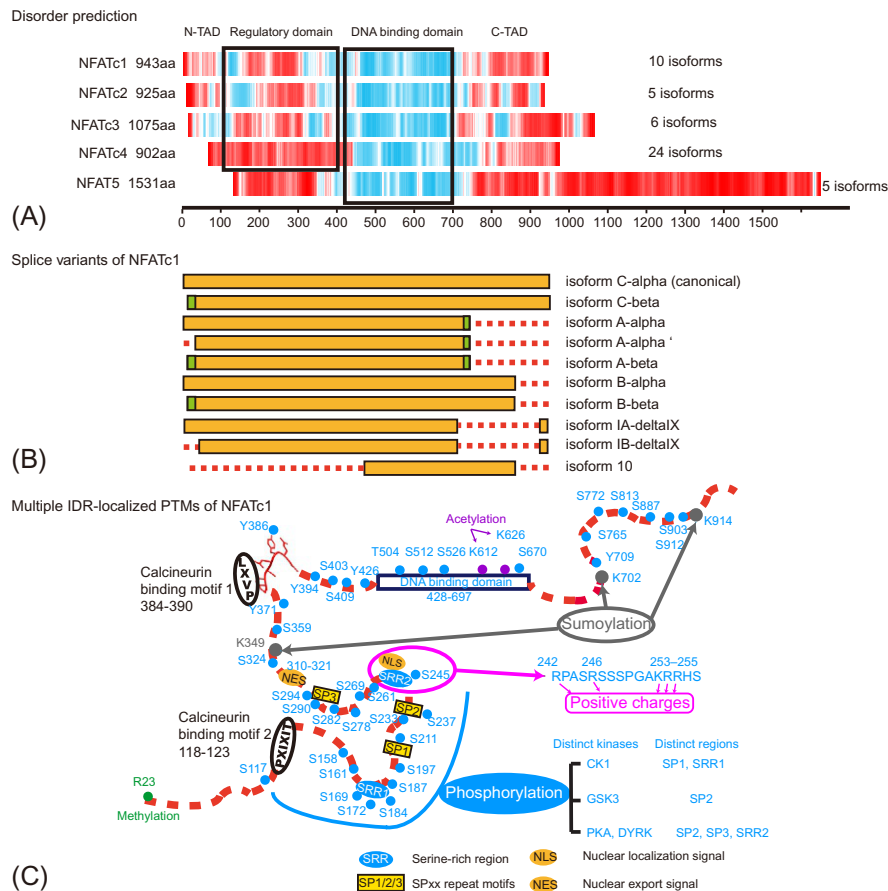 Disorder prediction
N-TAD Regulatory domain DNA binding domain C-TAD
NFATc1 943aa 10 isoforms
NFATc2 925aa 5 isoforms
NFATc3 1075aa 6 isoforms
NFATc4 902aa 24 isoforms
NFAT5 1531aa 5 isoforms
(A)
0 100 200 300 400 500 600 700 800 900 1000 1100 1200 1300 1400 1500
Splice variants of NFATc1
isoform C-alpha (canonical)
isoform C-beta
isoform A-alpha
isoform A-alpha '
isoform A-beta
isoform B-alpha
isoform B-beta
isoform IA-deltaIX
isoform IB-deltaIX
isoform 10
(B)
Multiple IDR-localized PTMs of NFATc1
Y386
Calcineurin
binding motif 1
384-390
LXVP
Y394
S403
S409
Y426
T504 S512 S526 K612
Acetylation
K626
S670
DNA binding domain
428-697
S772 S813
S887
S765
Y709
K702
S903
S912
K914
Sumoylation
Y371
S359
K349
S324
310-321
NES
S294
S290
SP3
S282
S278
S269
S261
NLS
SRR2
S245
242 246 253–255
RPASRSSSPGAKRRHS
Positive charges
SP2
S233
S237
S211
SP1
S197
S187
SRR1
S184
S172
S169
S161
S158
Calcineurin
binding motif 2
118-123
PXIXIT
S117
R23
Methylation
Phosphorylation
Distinct kinases Distinct regions
CK1 SP1, SRR1
GSK3 SP2
PKA, DYRK SP2, SP3, SRR2
SRR Serine-rich region
NLS Nuclear localization signal
SP1/2/3 SPxx repeat motifs
NES Nuclear export signal
(C)